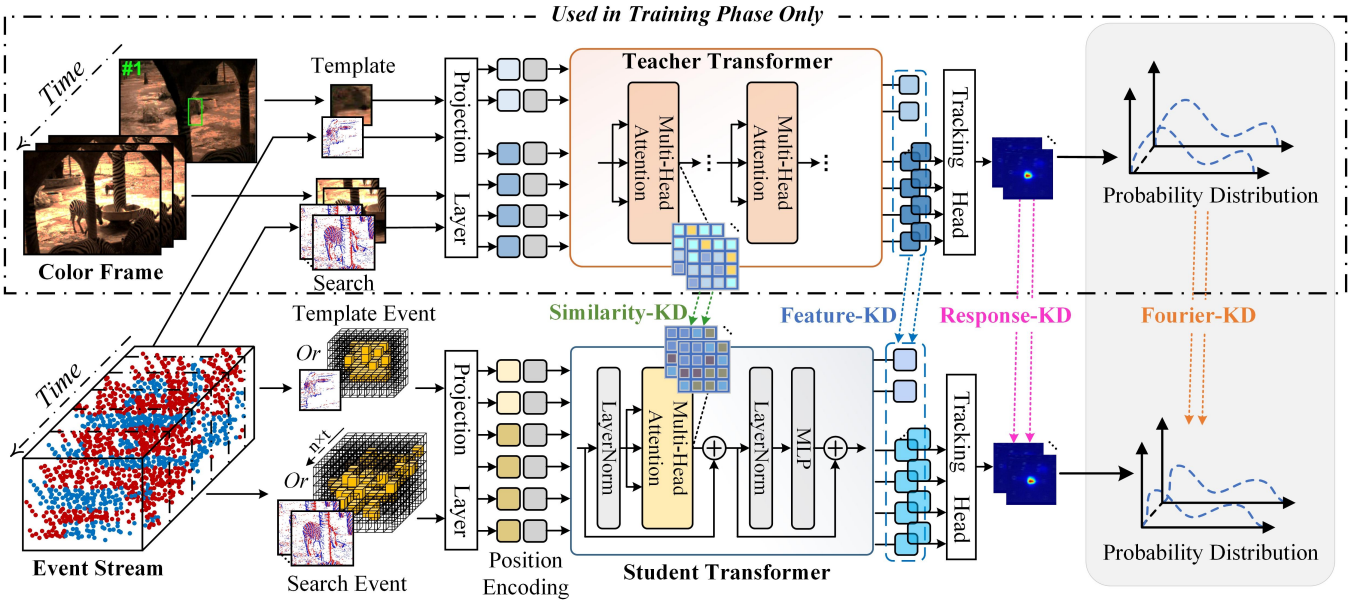 Used in Training Phase Only
Time
#1
Color Frame
Template
Search
Projection
Layer
Teacher Transformer
Multi-Head
Attention
...
Multi-Head
Attention
...
Tracking
Head
Probability Distribution
Similarity-KD
Feature-KD
Response-KD
Fourier-KD
Time
Event Stream
Template Event
Or
n×t
Or
Search Event
Projection
Layer
Position
Encoding
LayerNorm
Multi-Head
Attention
LayerNorm
MLP
Student Transformer
Tracking
Head
Probability Distribution